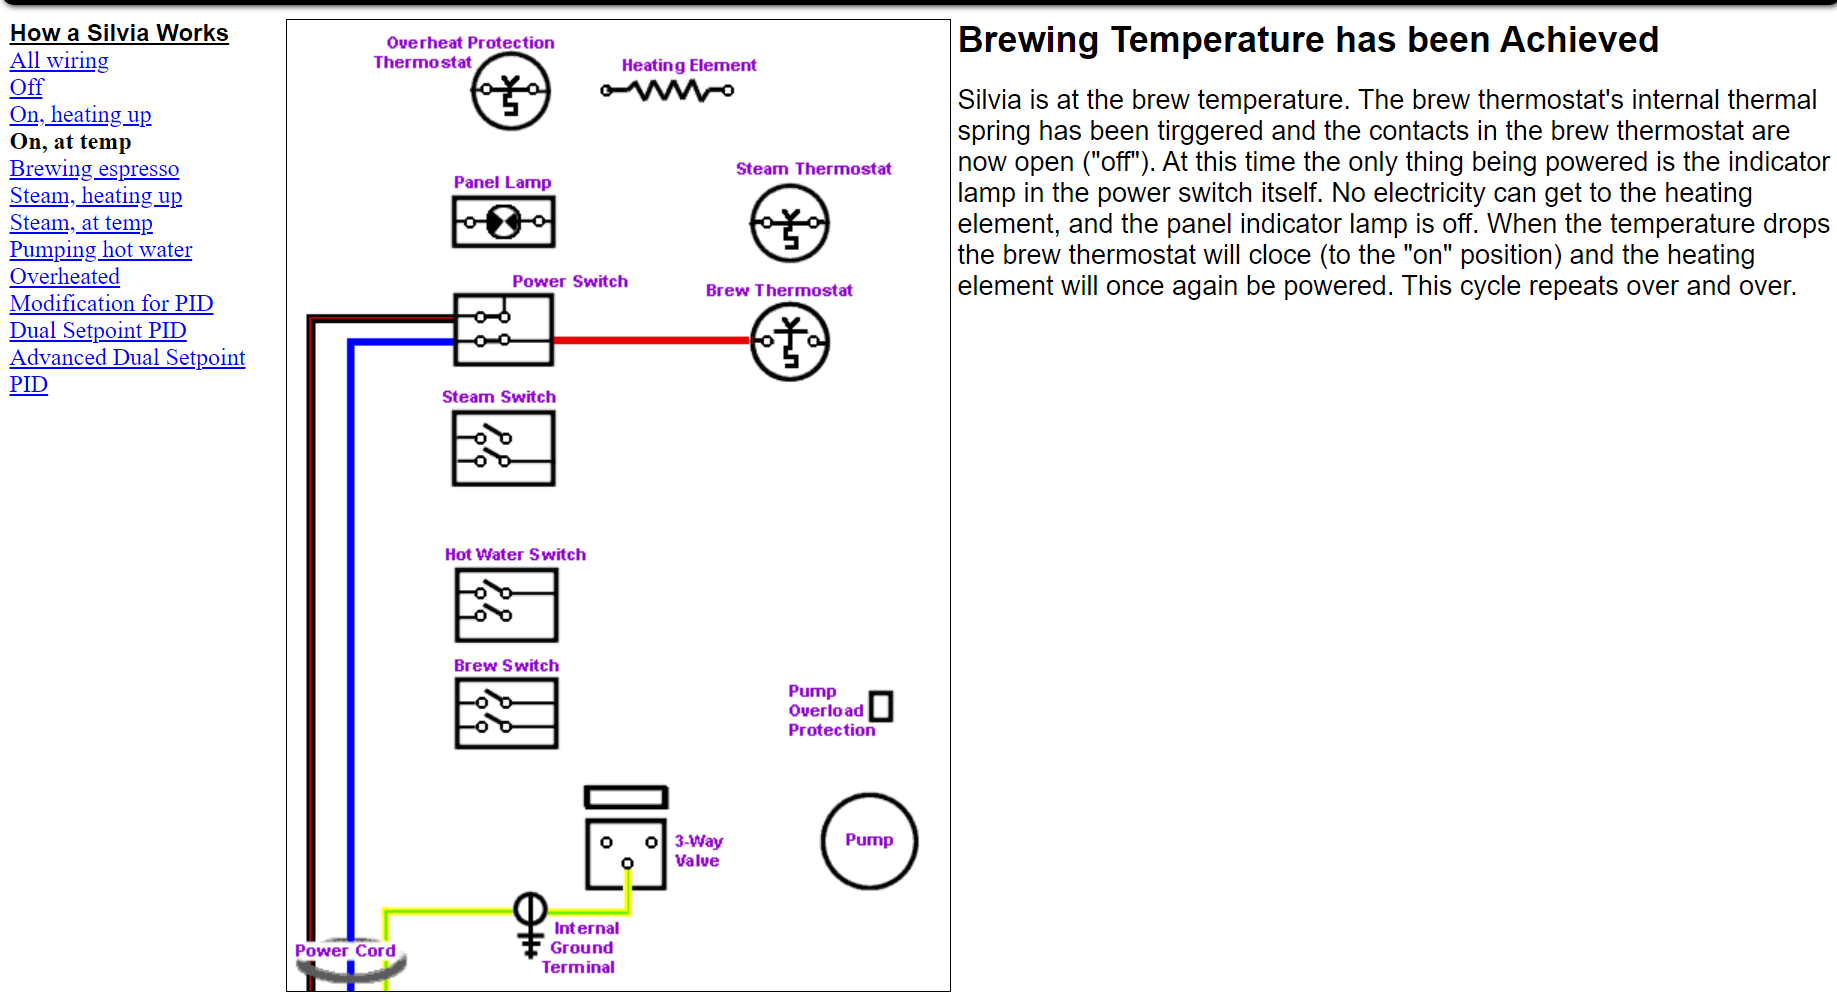 How a Silvia Works
All wiring
Off
On, heating up
On, at temp
Brewing espresso
Steam, heating up
Steam, at temp
Pumping hot water
Overheated
Modification for PID
Dual Setpoint PID
Advanced Dual Setpoint
PID
Overheat Protection
Thermostat
Heating Element
Panel Lamp
Steam Thermostat
Power Switch
Brew Thermostat
Steam Switch
Hot Water Switch
Brew Switch
Pump
Overload
Protection
3-Way
Valve
Pump
Internal
Ground
Terminal
Power Cord
Brewing Temperature has been Achieved
Silvia is at the brew temperature. The brew thermostat's internal thermal
spring has been tirggered and the contacts in the brew thermostat are
now open ("off"). At this time the only thing being powered is the indicator
lamp in the power switch itself. No electricity can get to the heating
element, and the panel indicator lamp is off. When the temperature drops
the brew thermostat will cloce (to the "on" position) and the heating
element will once again be powered. This cycle repeats over and over.